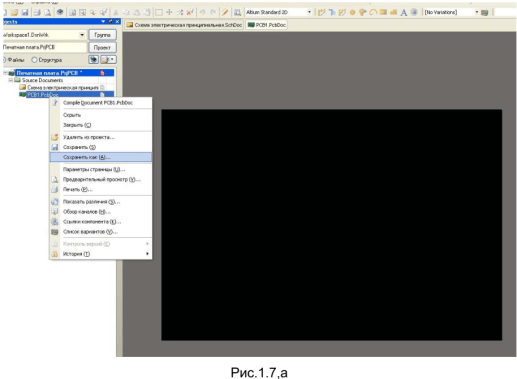 Altium Standard 2D
[No Variations]
Схема электрическая принципиальная.SchDoc
PCB1.PcbDoc
Workspace1.DsnWrk
Группа
Печатная плата.PrjPCB
Проект
Файлы
Структура
Печатная плата.PrjPCB *
Source Documents
Схема электрическая принцип
PCB1.PcbDoc
Compile Document PCB1.PcbDoc
Скрыть
Закрыть (C)
Удалить из проекта...
Сохранить (S)
Сохранить как (A)...
Параметры страницы (U)...
Предварительный просмотр (V)...
Печать (P)...
Показать различия (S)...
Обзор каналов (H)...
Ссылки компонента (K)...
Список вариантов (V)...
Контроль версий (E)
История (T)
Рис.1.7,а